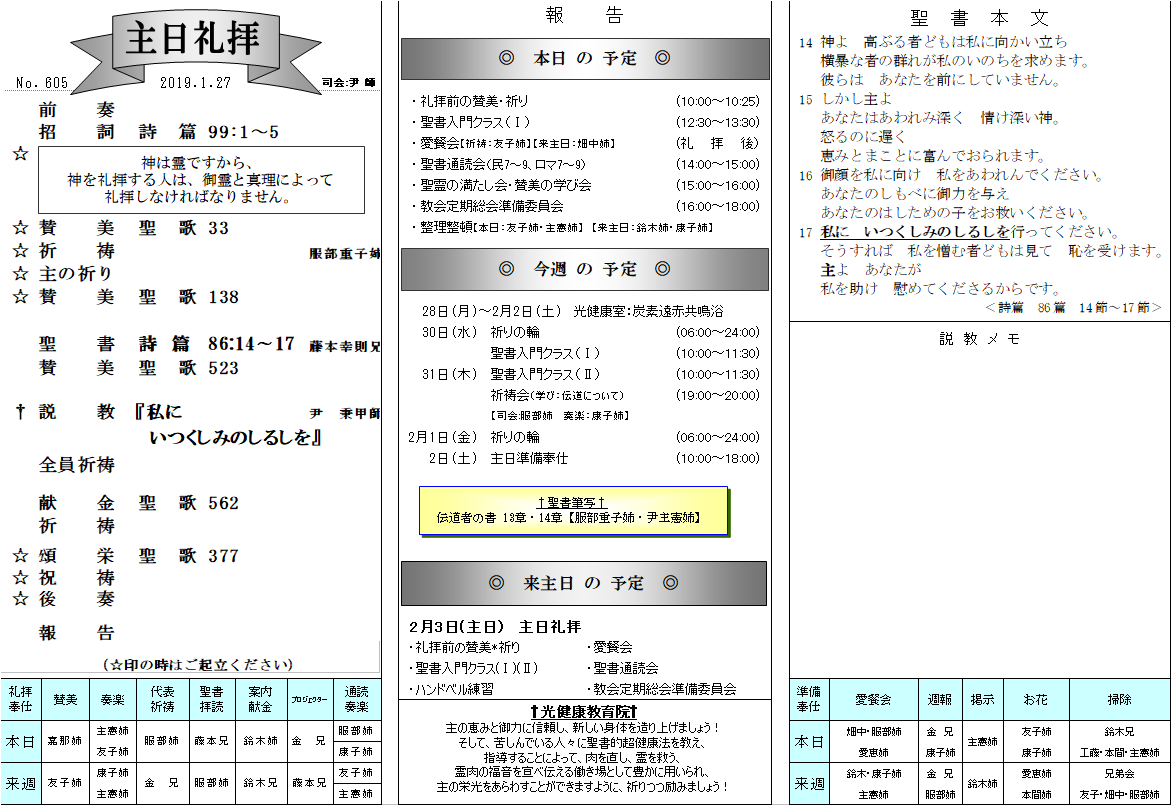 主日礼拝
No. 605
2019.1.27
司会:尹 師
前 奏
招 詞 詩 篇 99:1～5
☆
神は霊ですから、
神を礼拝する人は、御霊と真理によって
礼拝しなければなりません。
☆ 賛 美 聖 歌 33
☆ 祈 祷 服部重子姉
☆ 主の祈り
☆ 賛 美 聖 歌 138
聖 書 詩 篇 86:14～17 藤本幸則兄
賛 美 聖 歌 523
† 説 教 『私に 尹 秉甲師
いつくしみのしるしを』
全員祈祷
献 金 聖 歌 562
祈 祷
☆ 頌 栄 聖 歌 377
☆ 祝 祷
☆ 後 奏
報 告
(☆印の時はご起立ください)
礼拝奉仕 賛美 奏楽 代表祈祷 聖書拝読 案内献金 プロジェクター 通読奏楽
本日 嘉那姉 主憲姉 友子姉 服部姉 藤本兄 鈴木姉 金 兄 服部姉 康子姉
来週 友子姉 康子姉 主憲姉 金 兄 服部姉 鈴木兄 藤本兄 友子姉 主憲姉
報 告
◎ 本日 の 予定 ◎
・礼拝前の賛美・祈り (10:00～10:25)
・聖書入門クラス(Ⅰ) (12:30～13:30)
・愛餐会【祈祷:友子姉】【来主日:畑中姉】 (礼 拝 後)
・聖書通読会(民7～9、ロマ7～9) (14:00～15:00)
・聖霊の満たし会・賛美の学び会 (15:00～16:00)
・教会定期総会準備委員会 (16:00～18:00)
・整理整頓【本日:友子姉・主憲姉】 【来主日:鈴木姉・康子姉】
◎ 今週 の 予定 ◎
28日(月)～2月2日(土) 光健康室:炭素遠赤共鳴浴
30日(水) 祈りの輪 (06:00～24:00)
聖書入門クラス(Ⅰ) (10:00～11:30)
31日(木) 聖書入門クラス(Ⅱ) (10:00～11:30)
祈祷会(学び:伝道について) (19:00～20:00)
【司会:服部姉 奏楽:康子姉】
2月1日(金) 祈りの輪 (06:00～24:00)
2日(土) 主日準備奉仕 (10:00～18:00)
†聖書筆写†
伝道者の書 13章・14章【服部重子姉・尹主憲姉】
◎ 来主日 の 予定 ◎
2月3日(主日) 主日礼拝
・礼拝前の賛美*祈り ・愛餐会
・聖書入門クラス(Ⅰ)(Ⅱ) ・聖書通読会
・ハンドベル練習 ・教会定期総会準備委員会
†光健康教育院†
主の恵みと御力に信頼し、新しい身体を造り上げましょう!
そして、苦しんでいる人々に聖書的超健康法を教え、
指導することによって、肉を直し、霊を救う、
霊肉の福音を宣べ伝える働き場として豊かに用いられ、
主の栄光をあらわすことができますように、祈りつつ励みましょう!
聖 書 本 文
14 神よ 高ぶる者どもは私に向かい立ち
横暴な者の群れが私のいのちを求めます。
彼らは あなたを前にしていません。
15 しかし主よ
あなたはあわれみ深く 情け深い神。
怒るのに遅く
恵みとまことに富んでおられます。
16 御顔を私に向け 私をあわれんでください。
あなたのしもべに御力を与え
あなたのはしための子をお救いください。
17 私に いつくしみのしるしを行ってください。
そうすれば 私を憎む者どもは見て 恥を受けます。
主よ あなたが
私を助け 慰めてくださるからです。
＜詩篇 86篇 14節～17節＞
説 教 メ モ
準備奉仕 愛餐会 週報 掲示 お花 掃除
本日 畑中・服部姉 愛恵姉 金 兄 康子姉 主憲姉 友子姉 康子姉 鈴木兄 工藤・本間・主憲姉
来週 鈴木・康子姉 主憲姉 金 兄 服部姉 鈴木姉 愛恵姉 本間姉 兄弟会 友子・畑中・服部姉